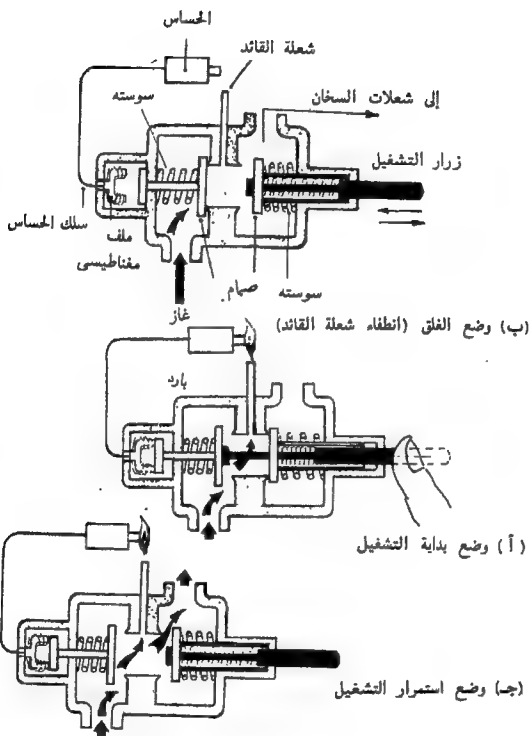 الحساس
شعلة القائد
إلى شعلات السخان
سوسته
زرار التشغيل
سلك الحساس
ملف
مغناطيسى
صمام
سوسته
غاز
(ب) وضع الغلق (انطفاء شعلة القائد)
بارد
(أ) وضع بداية التشغيل
(جـ) وضع استمرار التشغيل